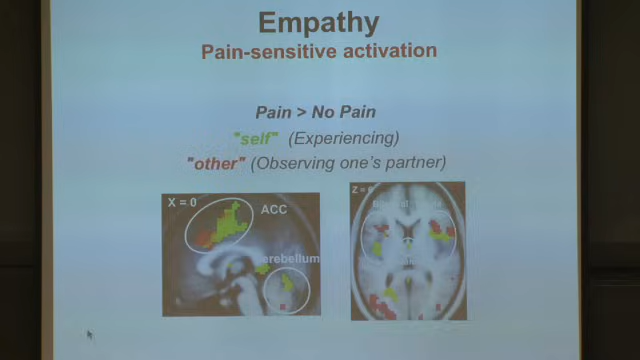 Empathy
Pain-sensitive activation
Pain > No Pain
"self" (Experiencing)
"other" (Observing one's partner)
X = 0
ACC
erebellum